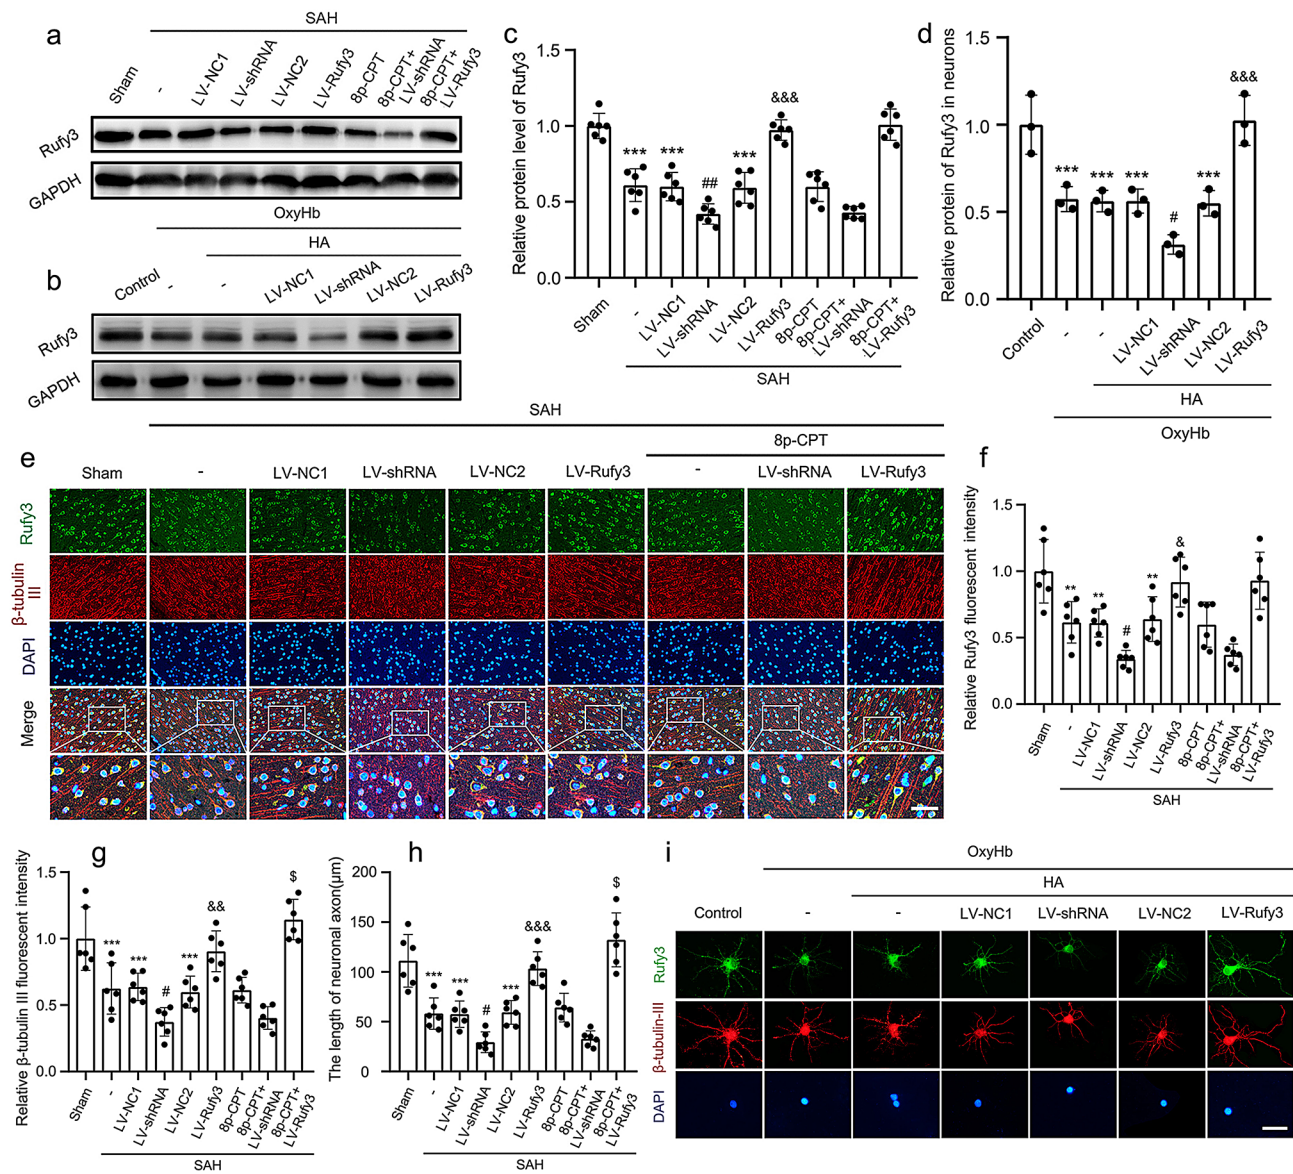 a
SAH
Sham
-
LV-NC1
LV-shRNA
LV-NC2
LV-Rufy3
8p-CPT
8p-CPT+
LV-shRNA
8p-CPT+
LV-Rufy3
Rufy3
GAPDH
b
OxyHb
HA
Control
-
-
LV-NC1
LV-shRNA
LV-NC2
LV-Rufy3
Rufy3
GAPDH
c
Relative protein level of Rufy3
1.5
1.0
0.5
0.0
***
***
##
***
&&&
Sham
-
LV-NC1
LV-shRNA
LV-NC2
LV-Rufy3
8p-CPT
8p-CPT+
LV-shRNA
8p-CPT+
LV-Rufy3
SAH
d
Relative protein of Rufy3 in neurons
1.5
1.0
0.5
0.0
***
***
***
#
***
&&&
Control
-
-
LV-NC1
LV-shRNA
LV-NC2
LV-Rufy3
HA
OxyHb
e
SAH
8p-CPT
Sham
-
LV-NC1
LV-shRNA
LV-NC2
LV-Rufy3
-
LV-shRNA
LV-Rufy3
Rufy3
β-tubulin
III
DAPI
Merge
f
Relative Rufy3 fluorescent intensity
1.5
1.0
0.5
0.0
**
**
#
**
&
Sham
-
LV-NC1
LV-shRNA
LV-NC2
LV-Rufy3
8p-CPT
8p-CPT+
LV-shRNA
8p-CPT+
LV-Rufy3
SAH
g
Relative β-tubulin III fluorescent intensity
1.5
1.0
0.5
0.0
***
***
#
***
&&
$
Sham
-
LV-NC1
LV-shRNA
LV-NC2
LV-Rufy3
8p-CPT
8p-CPT+
LV-shRNA
8p-CPT+
LV-Rufy3
SAH
h
The length of neuronal axon(μm)
200
150
100
50
0
***
***
#
***
&&&
$
Sham
-
LV-NC1
LV-shRNA
LV-NC2
LV-Rufy3
8p-CPT
8p-CPT+
LV-shRNA
8p-CPT+
LV-Rufy3
SAH
i
OxyHb
HA
Control
-
-
LV-NC1
LV-shRNA
LV-NC2
LV-Rufy3
Rufy3
β-tubulin-III
DAPI